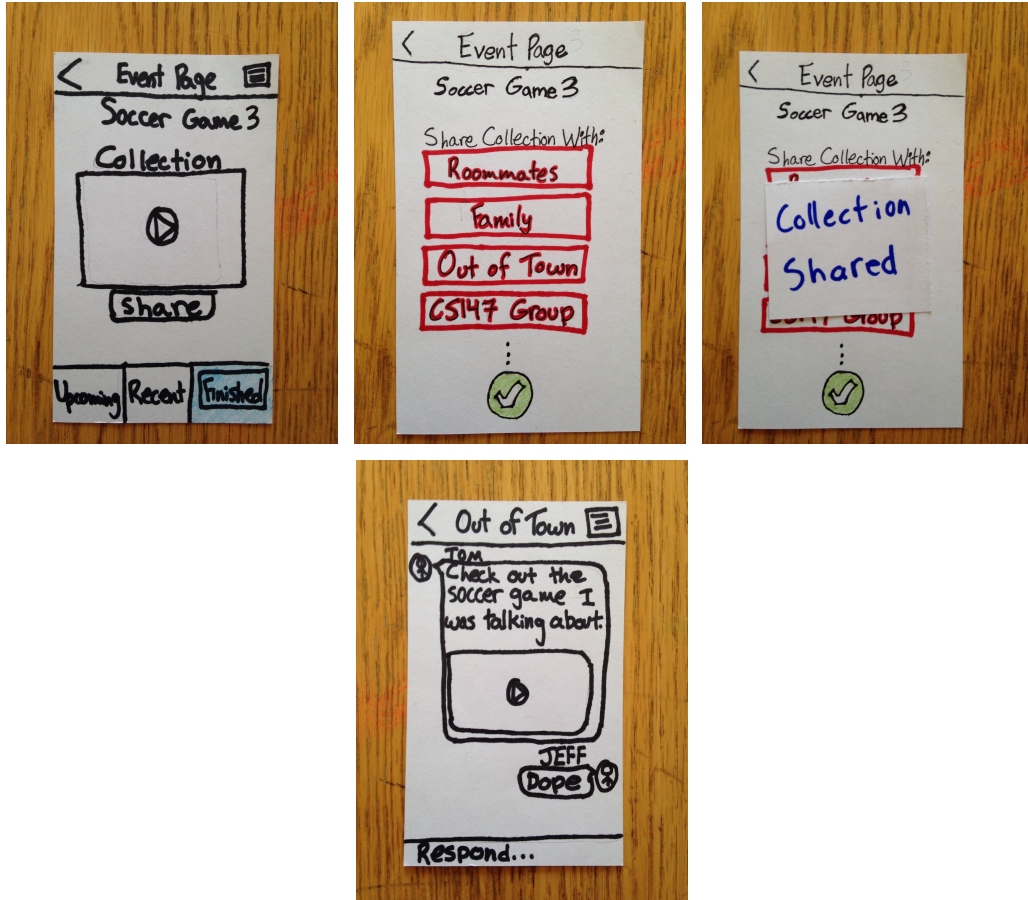 Event Page
Soccer Game 3
Collection
share
Upcoming Recent Finished
Event Page
Soccer Game 3
Share Collection With:
Roommates
Family
Out of Town
CS147 Group
Event Page
Soccer Game 3
Share Collection With:
Collection
Shared
Group
Out of Town
TOM
Check out the
soccer game I
was talking about.
JEFF
Dope
Respond...